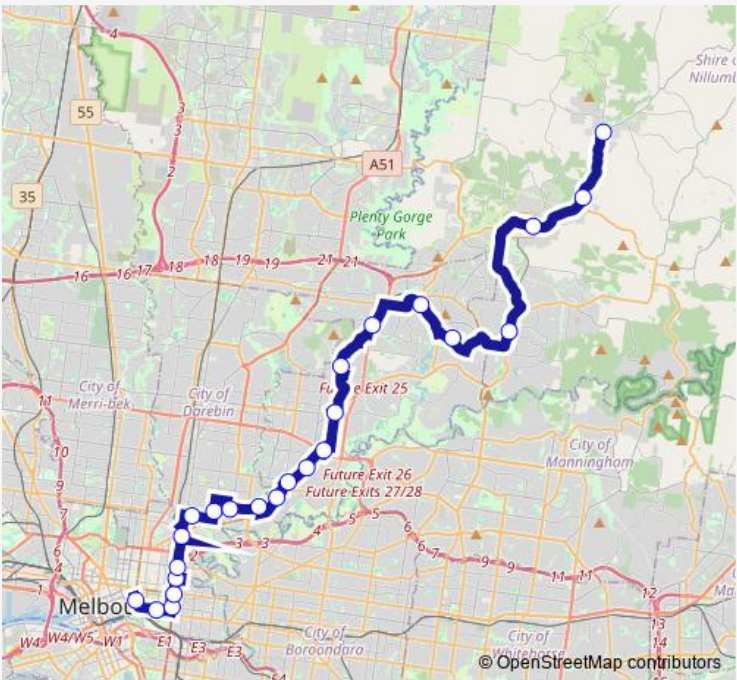 4
Shire
Nillumb
55
3
3
2
A51
35
Plenty Gorge
Park
16 16 17 18 18 19 19 21 21
City of
Merri-bek
City of
Darebin
Exit 25
11
10
9
7
6
4
City of
Manningham
Future Exit 26
Future Exits 27/28
2 3 3 4 5 5 6 6 7 9 9 11 11 12
1
Melbou
13
14
W4 W4/W5 W1 E1 E3 E3
City of
Boroondara
City of
Whitehorse
© OpenStreetMap contributors